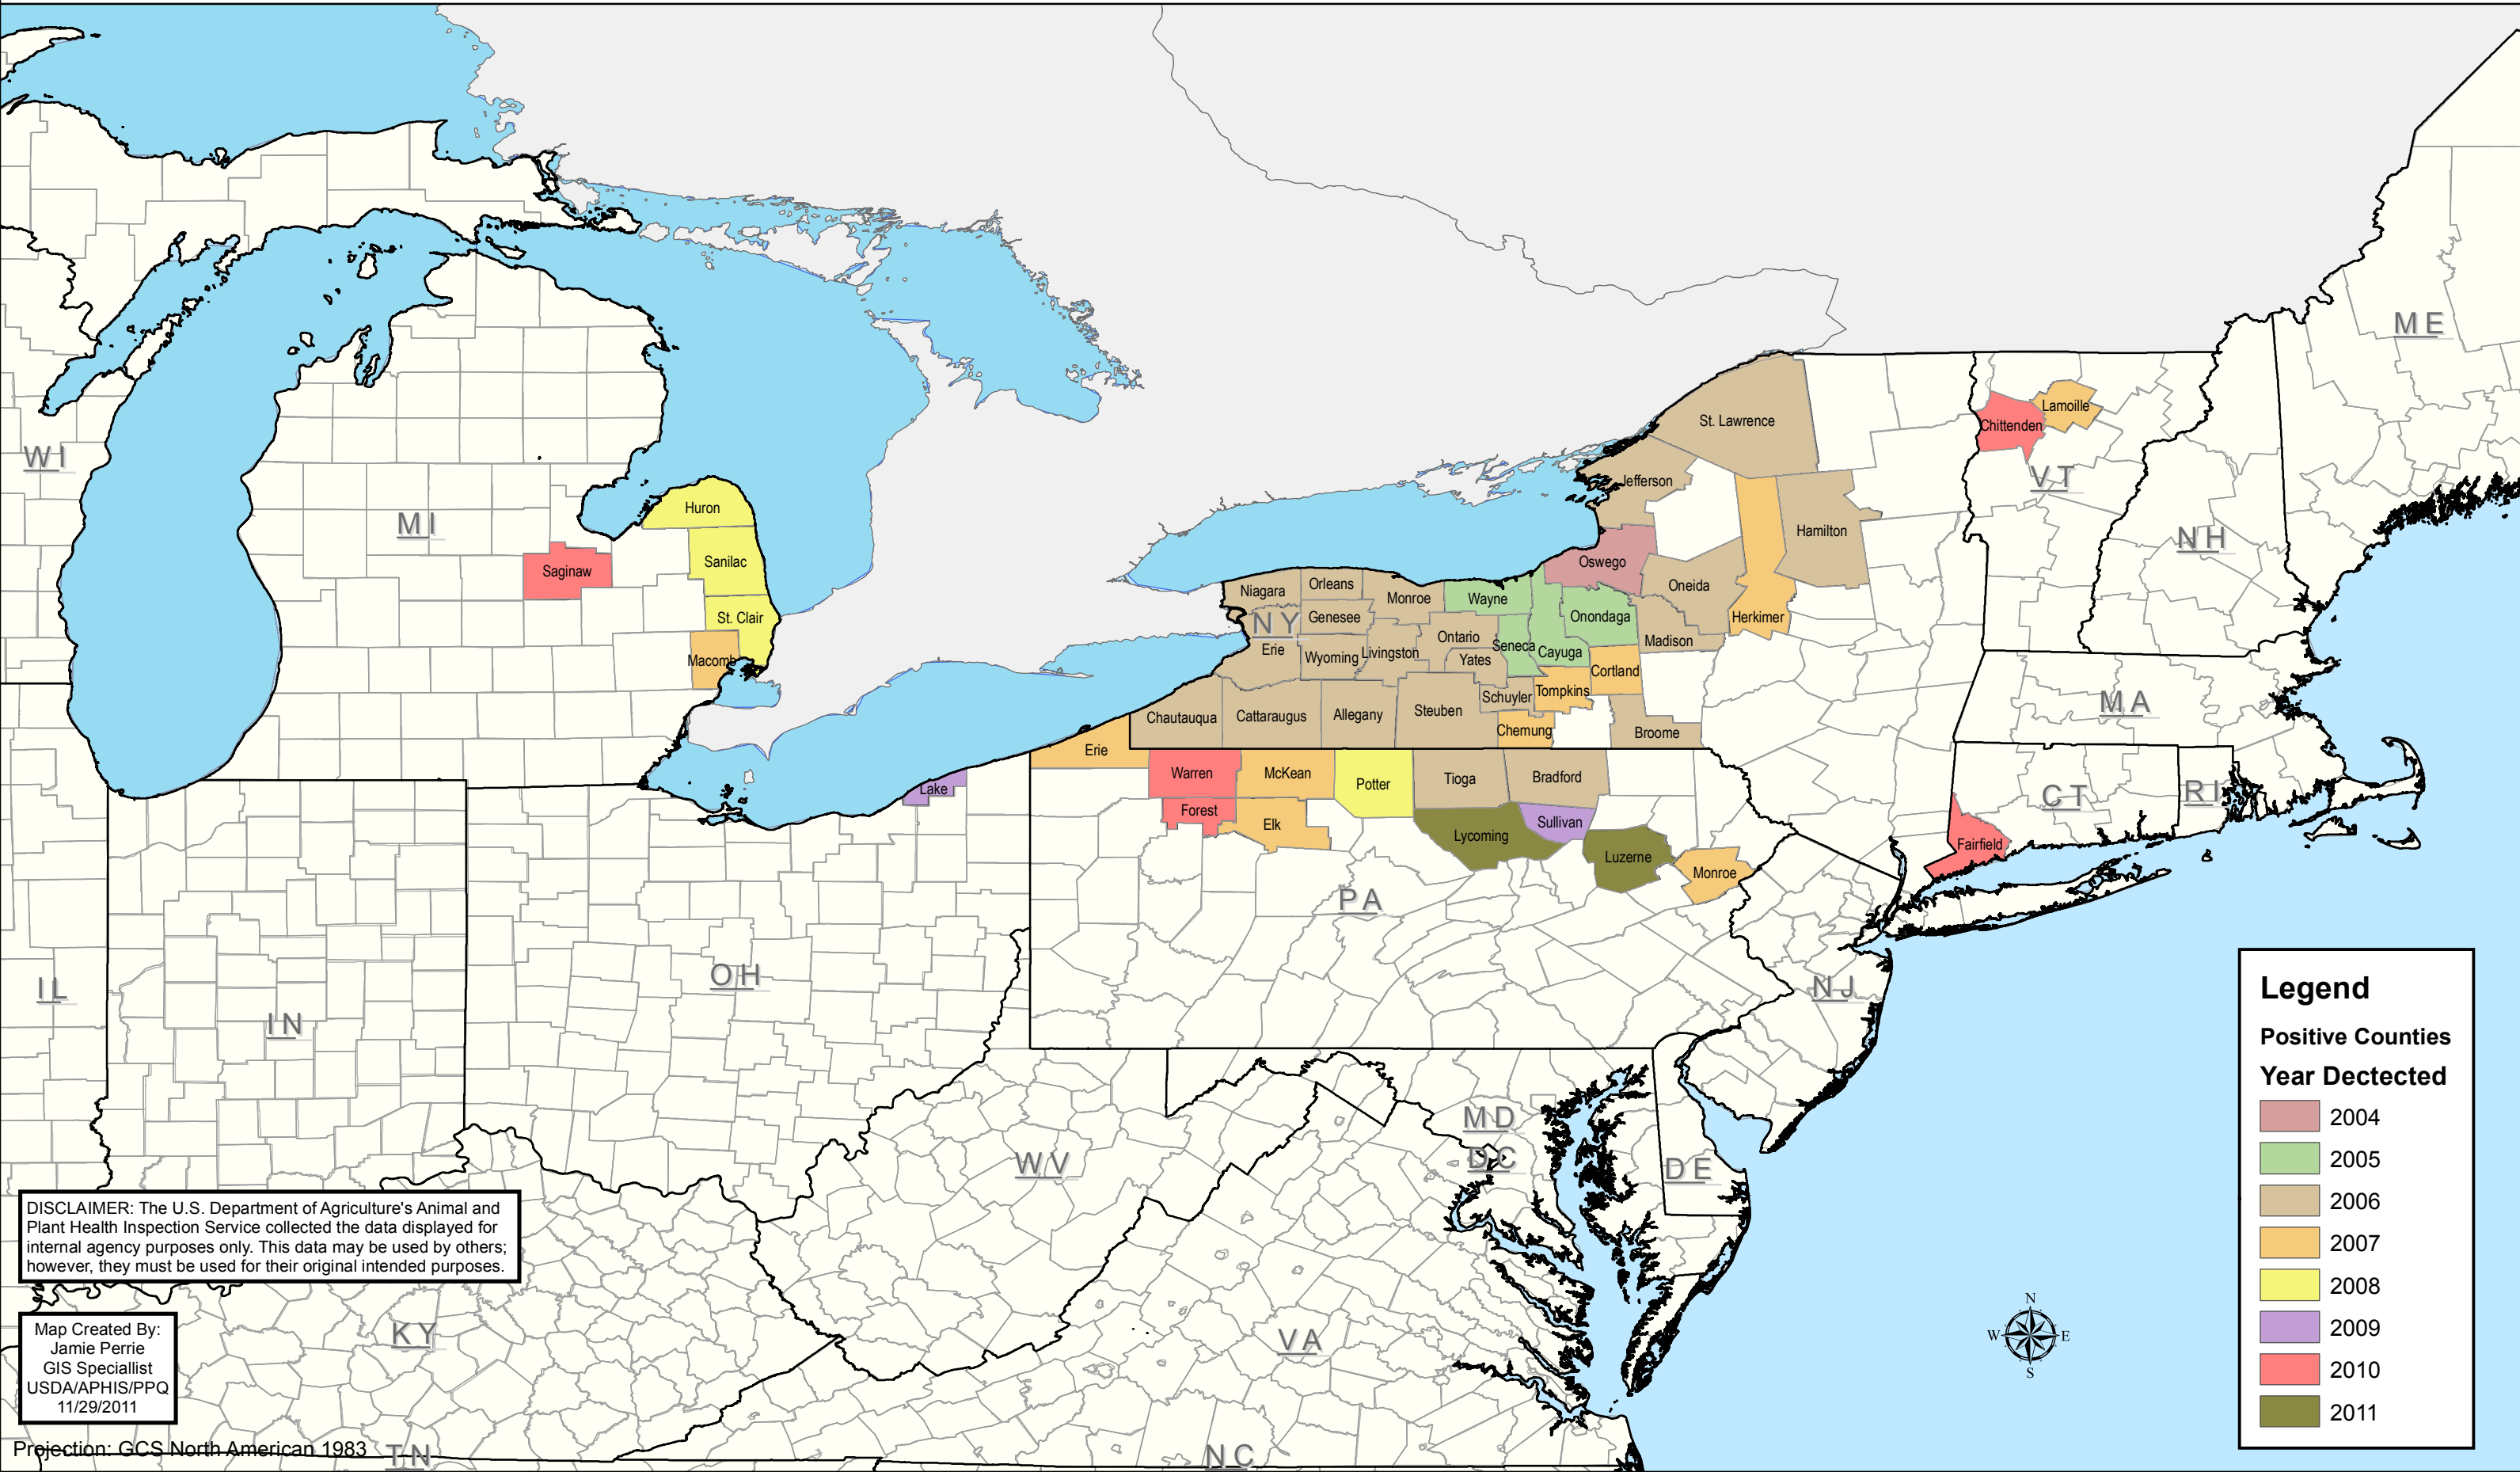 ME
St. Lawrence
Lamoille
Chittenden
VT
WI
Jefferson
Huron
MI
Hamilton
NH
Sanilac
Saginaw
Oswego
Oneida
Niagara
Orleans
Monroe
Wayne
Onondaga
Herkimer
St. Clair
Genesee
NY
Ontario
Seneca
Cayuga
Madison
Erie
Wyoming
Livingston
Yates
Macomb
Cortland
Tompkins
Schuyler
MA
Chautauqua
Cattaraugus
Allegany
Steuben
Chemung
Broome
Erie
Warren
McKean
Potter
Tioga
Bradford
Lake
CT
RI
Forest
Elk
Lycoming
Sullivan
Fairfield
Luzerne
Monroe
PA
OH
IL
NJ
IN
MD
DC
WV
DE
KY
VA
TN
NC
Legend
Positive Counties
Year Dectected
2004
2005
2006
2007
2008
2009
2010
2011
N
W
E
S
DISCLAIMER: The U.S. Department of Agriculture's Animal and
Plant Health Inspection Service collected the data displayed for
internal agency purposes only. This data may be used by others;
however, they must be used for their original intended purposes.
Map Created By:
Jamie Perrie
GIS Speciallist
USDA/APHIS/PPQ
11/29/2011
Projection: GCS North American 1983